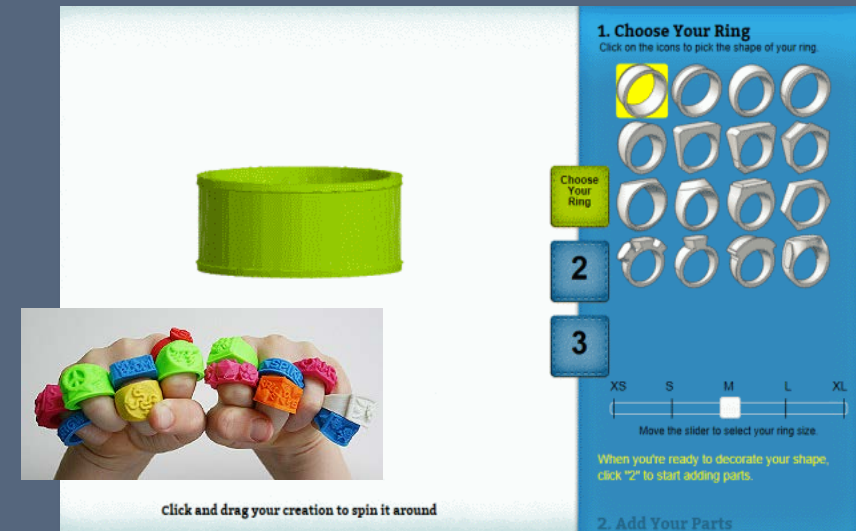 1. Choose Your Ring
Click on the icons to pick the shape of your ring.
Choose
Your
Ring
2
3
XS S M L XL
Move the slider to select your ring size.
When you're ready to decorate your shape,
click "2" to start adding parts.
Click and drag your creation to spin it around
2. Add Your Parts